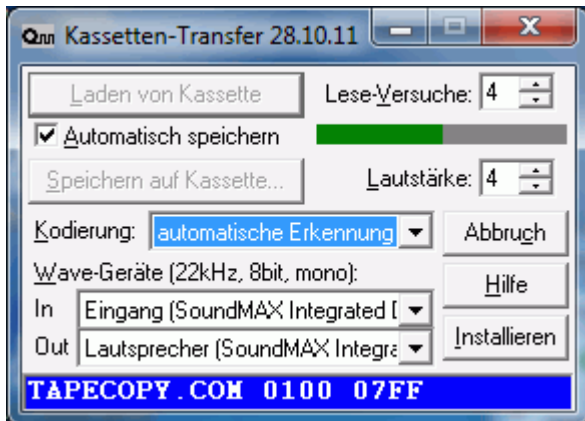 Kassetten-Transfer 28.10.11
Laden von Kassette
Lese-Versuche: 4
Automatisch speichern
Speichern auf Kassette...
Lautstärke: 4
Kodierung: automatische Erkennung
Abbruch
Wave-Geräte (22kHz, 8bit, mono):
Hilfe
In Eingang (SoundMAX Integrated D
Installieren
Out Lautsprecher (SoundMAX Integra
TAPECOPY.COM 0100 07FF